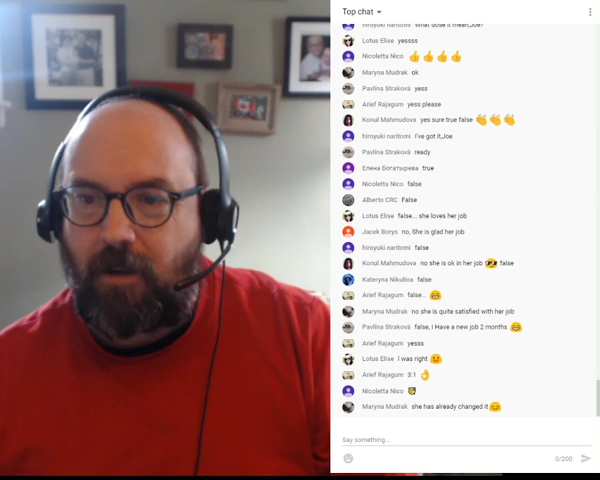 Top chat
hiroyuki naritomi What dose it mean,Joe?
Lotus Elise yessss
Nicoletta Nico 👍👍👍👍
Maryna Mudrak ok
Pavlína Straková yess
Arief Rajagum yess please
Konul Mahmudova yes sure true false 👏👏👏
hiroyuki naritomi I've got it,Joe
Pavlína Straková ready
Елена Богатырева true
Nicoletta Nico false
Alberto CRC False
Lotus Elise false... she loves her job
Jacek Borys no, She is glad her job
hiroyuki naritomi false
Konul Mahmudova no she is ok in her job false
Kateryna Nikulina false
Arief Rajagum false...
Maryna Mudrak no she is quite satisfied with her job
Pavlína Straková false, I Have a new job 2 months
Arief Rajagum yesss
Lotus Elise I was right
Arief Rajagum 3:1 👌
Nicoletta Nico
Maryna Mudrak she has already changed it 😊
Say something...
0/200